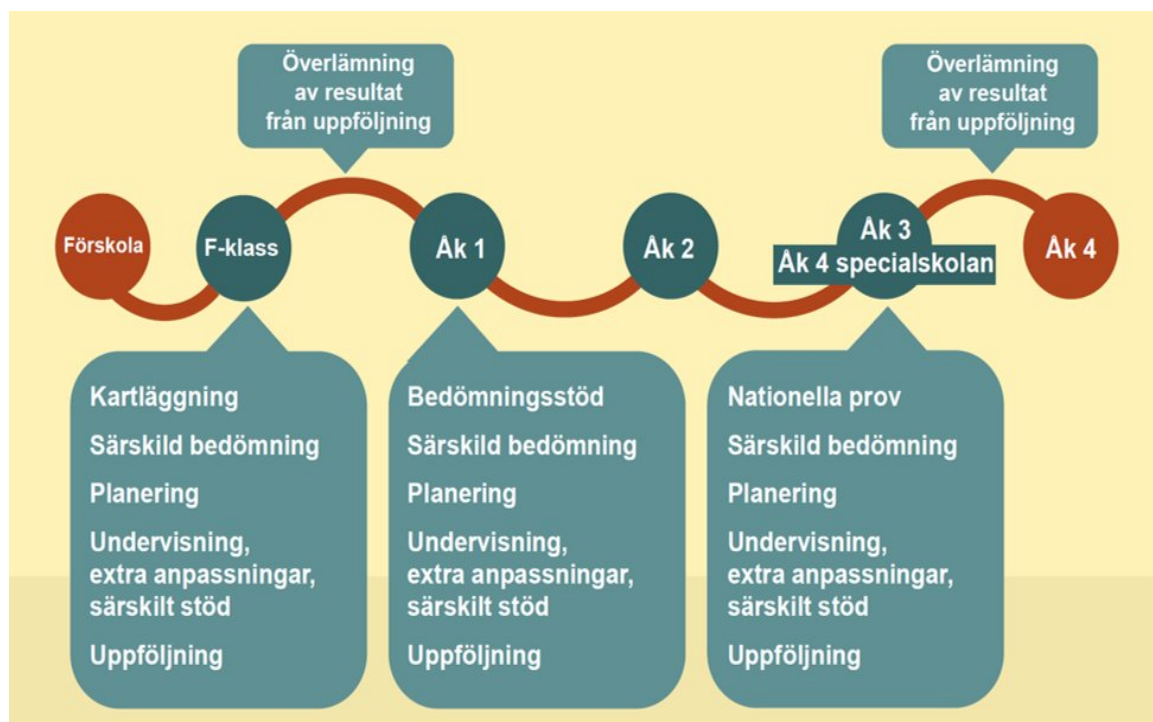 Överlämning
av resultat
från uppföljning
Överlämning
av resultat
från uppföljning
Förskola
F-klass
Åk 1
Åk 2
Åk 3
Åk 4 specialskolan
Åk 4
Kartläggning
Särskild bedömning
Planering
Undervisning,
extra anpassningar,
särskilt stöd
Uppföljning
Bedömningsstöd
Särskild bedömning
Planering
Undervisning,
extra anpassningar,
särskilt stöd
Uppföljning
Nationella prov
Särskild bedömning
Planering
Undervisning,
extra anpassningar,
särskilt stöd
Uppföljning